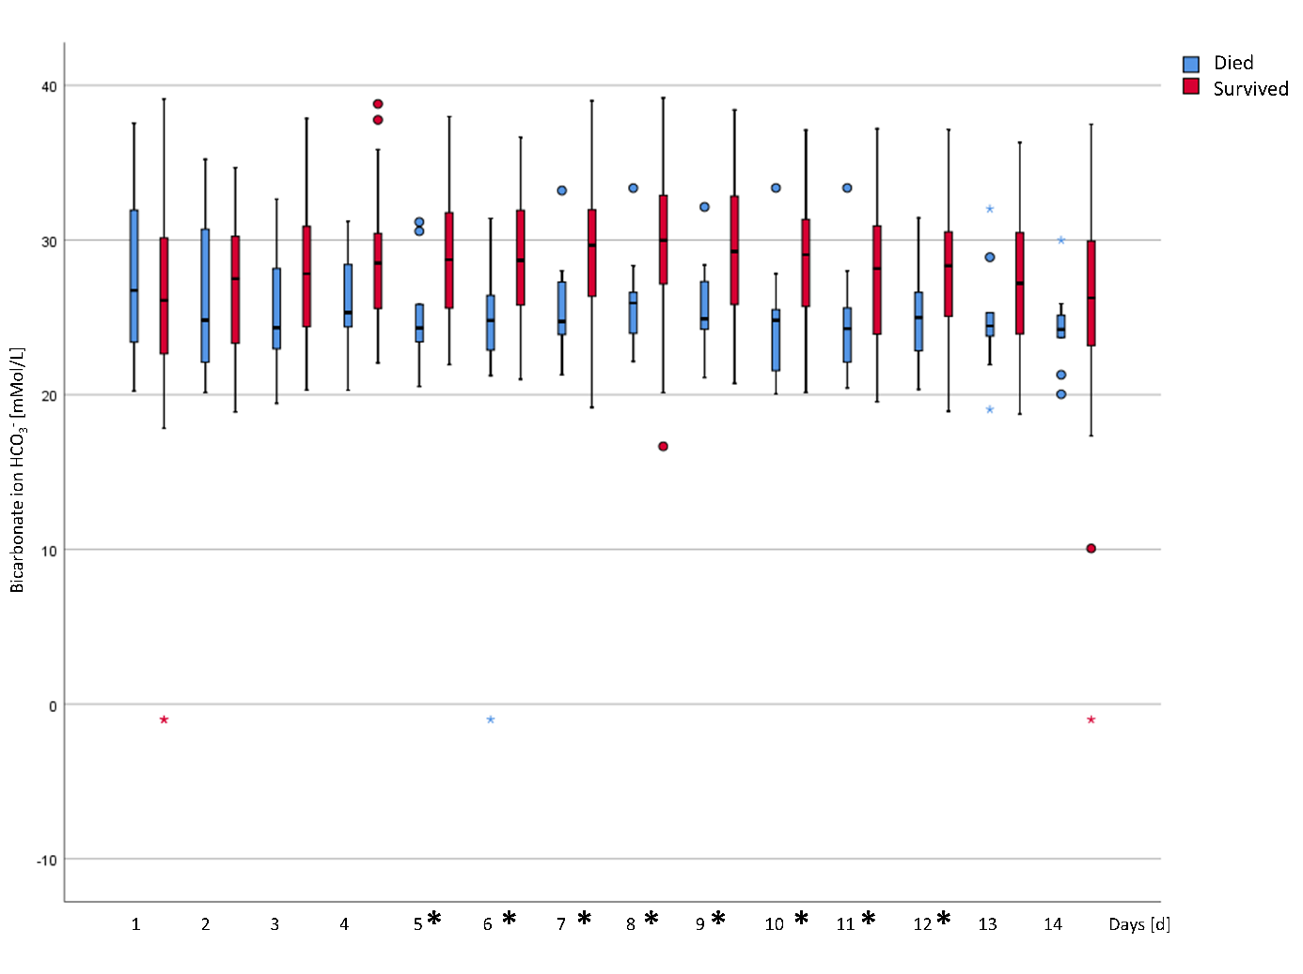 Died
Survived
40
30
20
10
0
-10
Bicarbonate ion HCO₃- [mMol/L]
1 2 3 4 5 * 6 * 7 * 8 * 9 * 10 * 11 * 12 * 13 14 Days [d]